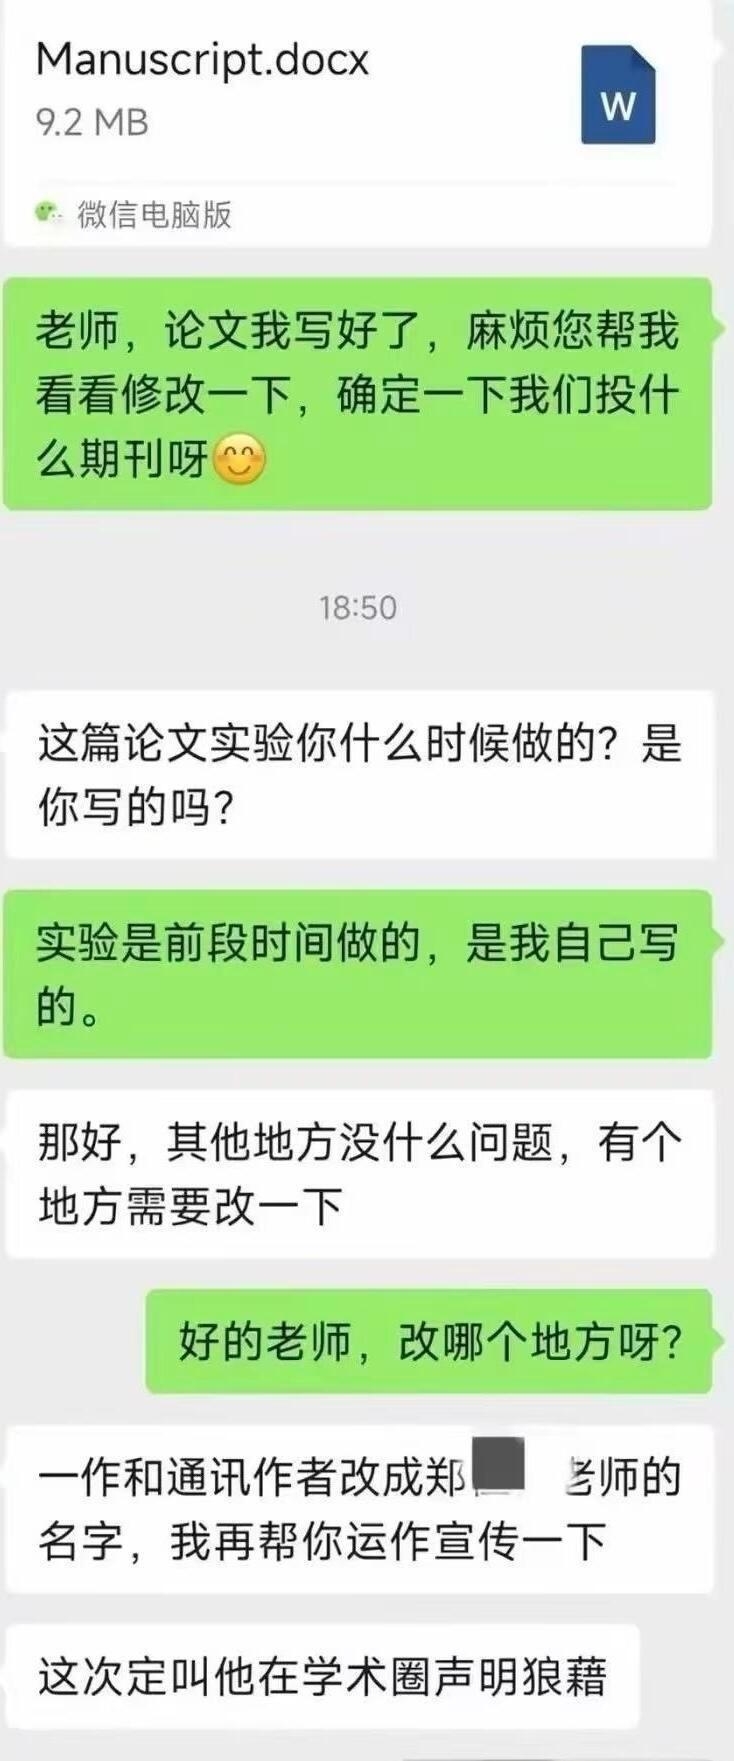 Manuscript.docx
9.2 MB
W
微信电脑版
老师，论文我写好了，麻烦您帮我
看看修改一下，确定一下我们投什
么期刊呀
18:50
这篇论文实验你什么时候做的？是
你写的吗？
实验是前段时间做的，是我自己写
的。
那好，其他地方没什么问题，有个
地方需要改一下
好的老师，改哪个地方呀？
一作和通讯作者改成郑 老师的
名字，我再帮你运作宣传一下
这次定叫他在学术圈声明狼藉